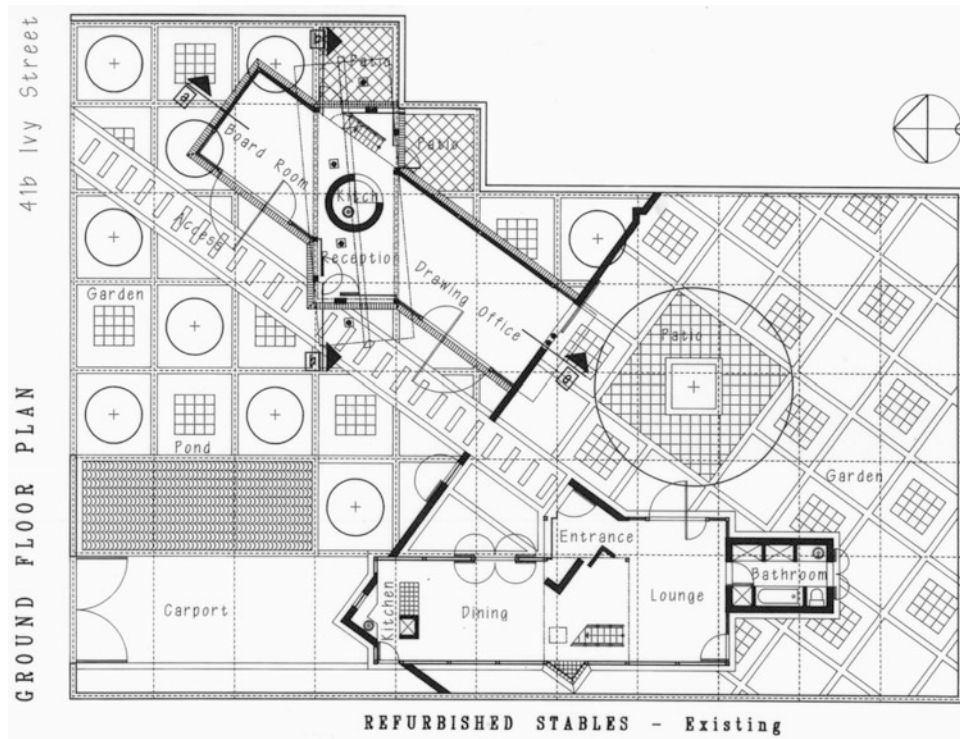 41b Ivy Street
GROUND FLOOR PLAN
Patio
Patio
Board Room
Kitch
Access
Reception
Drawing Office
Garden
Patio
Pond
Garden
Entrance
Bathroom
Carport
Kitchen
Dining
Lounge
REFURBISHED STABLES - Existing